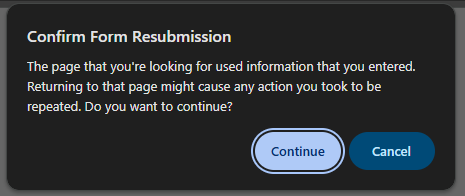 Confirm Form Resubmission
The page that you're looking for used information that you entered.
Returning to that page might cause any action you took to be
repeated. Do you want to continue?
Continue
Cancel